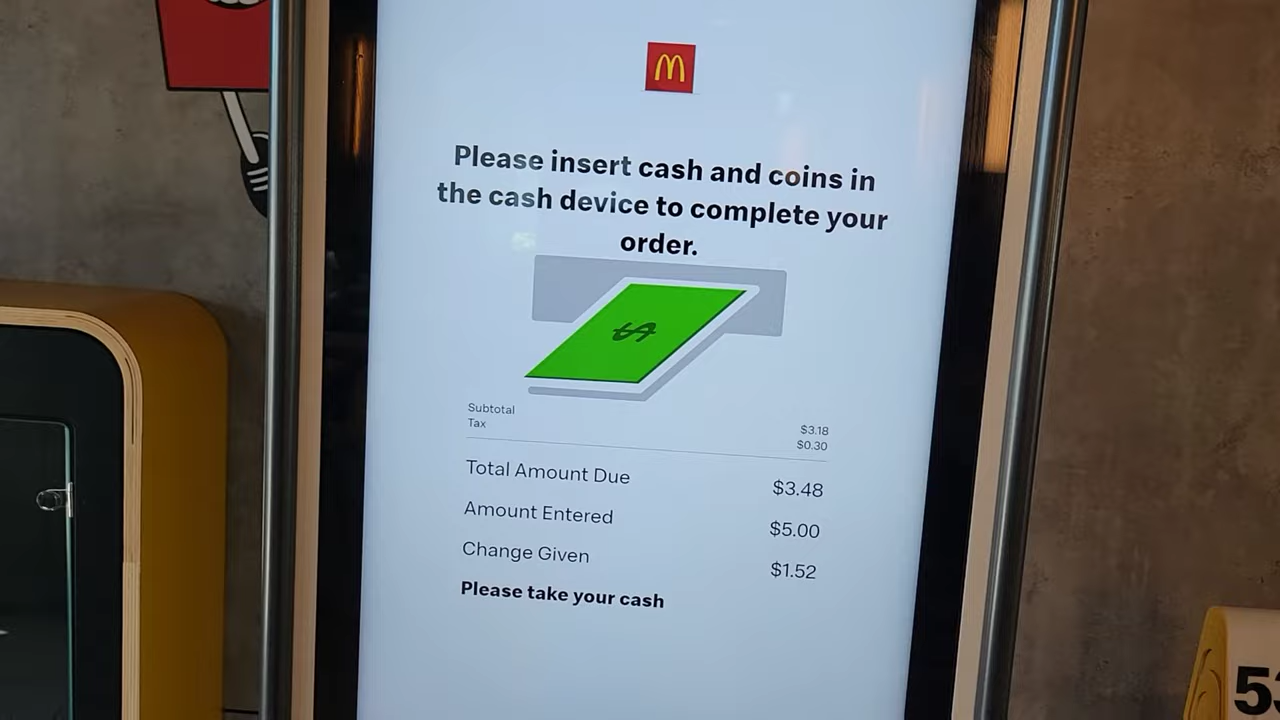 Please insert cash and coins in
the cash device to complete your
order.
$
Subtotal $3.18
Tax $0.30
Total Amount Due $3.48
Amount Entered $5.00
Change Given $1.52
Please take your cash